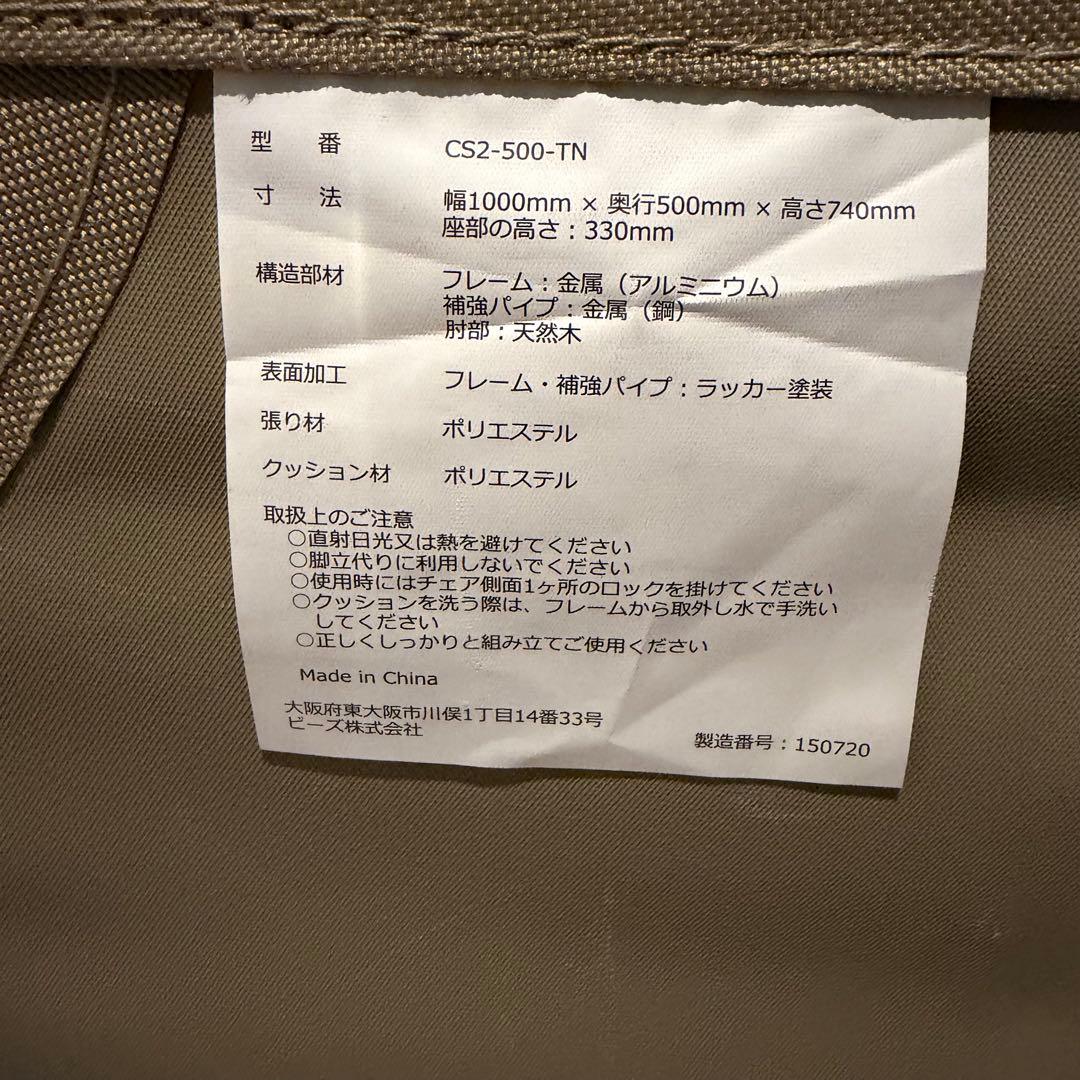 型 番 CS2-500-TN
寸 法 幅1000mm × 奥行500mm × 高さ740mm
座部の高さ：330mm
構造部材 フレーム：金属（アルミニウム）
補強パイプ：金属（鋼）
肘部：天然木
表面加工 フレーム・補強パイプ：ラッカー塗装
張り材 ポリエステル
クッション材 ポリエステル
取扱上のご注意
○直射日光又は熱を避けてください
○脚立代りに利用しないでください
○使用時にはチェア側面1ヶ所のロックを掛けてください
○クッションを洗う際は、フレームから取外し水で手洗い
してください
○正しくしっかりと組み立てご使用ください
Made in China
大阪府東大阪市川俣1丁目14番33号
ビーズ株式会社
製造番号：150720